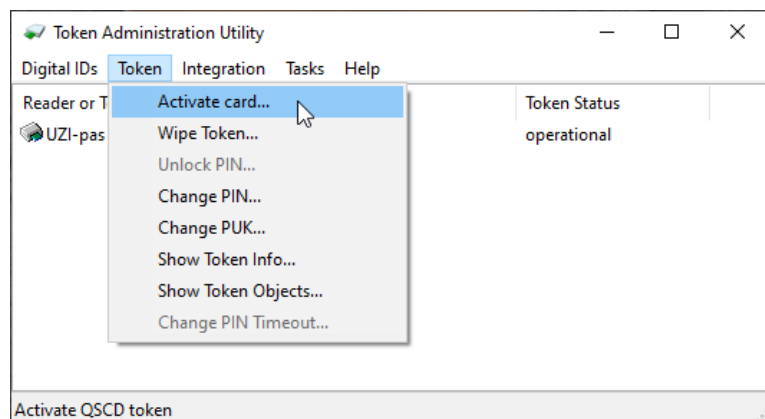 Token Administration Utility
Digital IDs Token Integration Tasks Help
Reader or T
Activate card...
Token Status
UZI-pas
Wipe Token...
operational
Unlock PIN...
Change PIN...
Change PUK...
Show Token Info...
Show Token Objects...
Change PIN Timeout...
Activate QSCD token